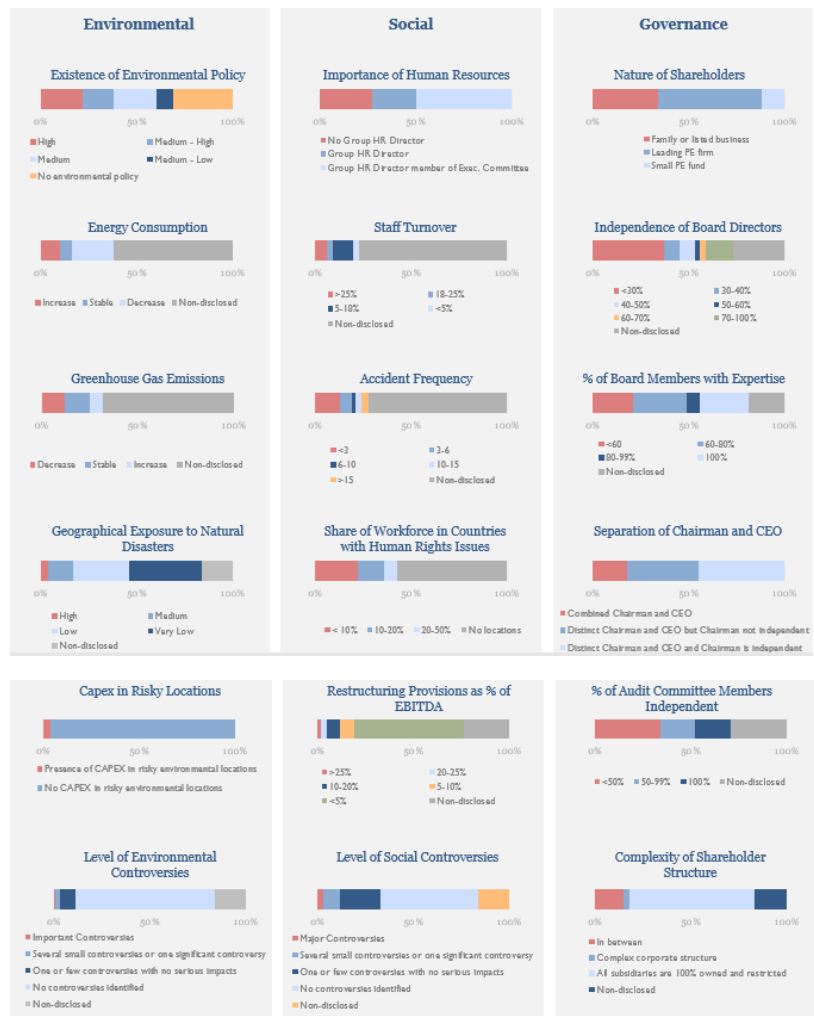 Environmental
Existence of Environmental Policy
0% 50% 100%
High Medium - High
Medium Medium - Low
No environmental policy
Energy Consumption
0% 50% 100%
Increase Stable Decrease Non-disclosed
Greenhouse Gas Emissions
0% 50% 100%
Decrease Stable Increase Non-disclosed
Geographical Exposure to Natural
Disasters
0% 50% 100%
High Medium
Low Very Low
Non-disclosed
Social
Importance of Human Resources
0% 50% 100%
No Group HR Director
Group HR Director
Group HR Director member of Exec. Committee
Staff Turnover
0% 50% 100%
>25% 18-25%
5-18% <5%
Non-disclosed
Accident Frequency
0% 50% 100%
<3 3-6
6-10 10-15
>15 Non-disclosed
Share of Workforce in Countries
with Human Rights Issues
0% 50% 100%
< 10% 10-20% 20-50% No locations
Governance
Nature of Shareholders
0% 50% 100%
Family or listed business
Leading PE firm
Small PE fund
Independence of Board Directors
0% 50% 100%
<30% 30-40%
40-50% 50-60%
60-70% 70-100%
Non-disclosed
% of Board Members with Expertise
0% 50% 100%
<60 60-80%
80-99% 100%
Non-disclosed
Separation of Chairman and CEO
0% 50% 100%
Combined Chairman and CEO
Distinct Chairman and CEO but Chairman not independent
Distinct Chairman and CEO and Chairman is independent
Capex in Risky Locations
0% 50% 100%
Presence of CAPEX in risky environmental locations
No CAPEX in risky environmental locations
Level of Environmental
Controversies
0% 50% 100%
Important Controversies
Several small controversies or one significant controversy
One or few controversies with no serious impacts
No controversies identified
Non-disclosed
Restructuring Provisions as % of
EBITDA
0% 50% 100%
>25% 20-25%
10-20% 5-10%
<5% Non-disclosed
Level of Social Controversies
0% 50% 100%
Major Controversies
Several small controversies or one significant controversy
One or few controversies with no serious impacts
No controversies identified
Non-disclosed
% of Audit Committee Members
Independent
0% 50% 100%
<50% 50-99% 100% Non-disclosed
Complexity of Shareholder
Structure
0% 50% 100%
In between
Complex corporate structure
All subsidiaries are 100% owned and restricted
Non-disclosed